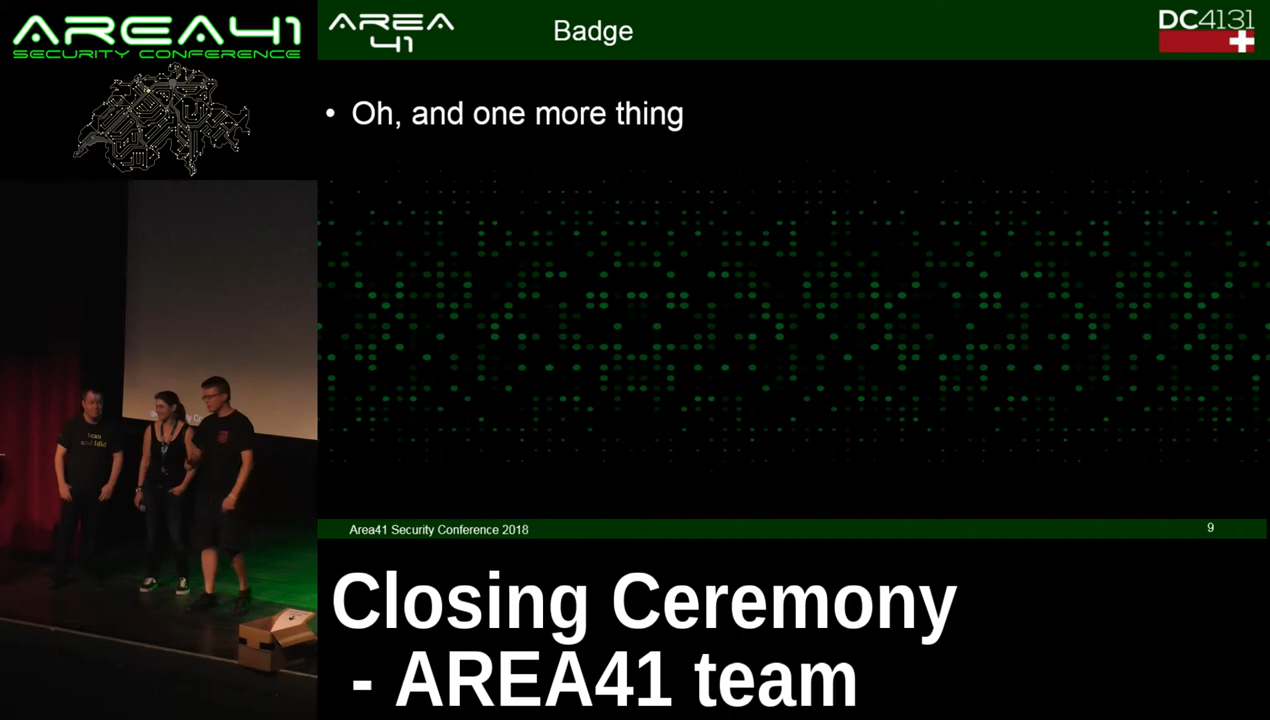 AREA41
SECURITY CONFERENCE
AREA
41
Badge
DC4131
• Oh, and one more thing
Area41 Security Conference 2018
9
Closing Ceremony
- AREA41 team